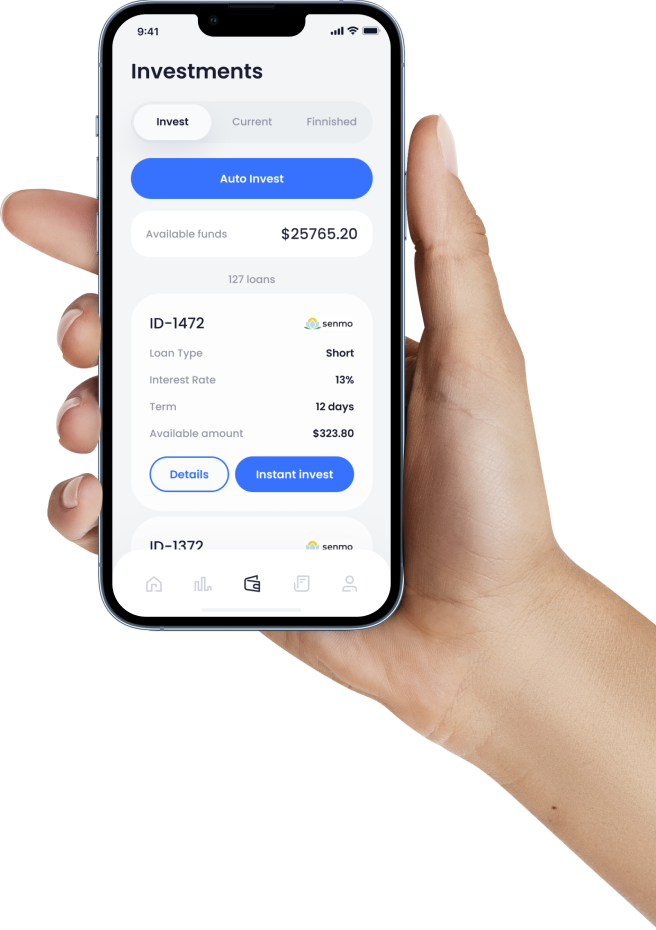 9:41
Investments
Invest Current Finnished
Auto Invest
Available funds $25765.20
127 loans
ID-1472 senmo
Loan Type Short
Interest Rate 13%
Term 12 days
Available amount $323.80
Details Instant invest
ID-1372 senmo